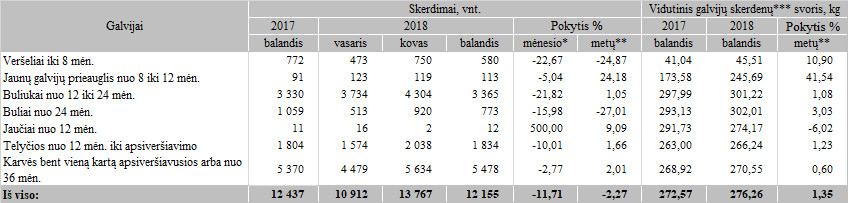 Galvijai Skerdimai, vnt. Vidutinis galvijų skerdenų*** svoris, kg
2017 2018 Pokytis % 2017 2018 Pokytis %
balandis vasaris kovas balandis mėnesio* metų** balandis balandis metų**
Veršeliai iki 8 mėn. 772 473 750 580 -22,67 -24,87 41,04 45,51 10,90
Jaunų galvijų prieauglis nuo 8 iki 12 mėn. 91 123 119 113 -5,04 24,18 173,58 245,69 41,54
Buliukai nuo 12 iki 24 mėn. 3 330 3 734 4 304 3 365 -21,82 1,05 297,99 301,22 1,08
Buliai nuo 24 mėn. 1 059 513 920 773 -15,98 -27,01 293,13 302,01 3,03
Jaučiai nuo 12 mėn. 11 16 2 12 500,00 9,09 291,73 274,17 -6,02
Telyčios nuo 12 mėn. iki apsiveršiavimo 1 804 1 574 2 038 1 834 -10,01 1,66 263,00 266,24 1,23
Karvės bent vieną kartą apsiveršiavusios arba nuo
36 mėn. 5 370 4 479 5 634 5 478 -2,77 2,01 268,92 270,55 0,60
Iš viso: 12 437 10 912 13 767 12 155 -11,71 -2,27 272,57 276,26 1,35